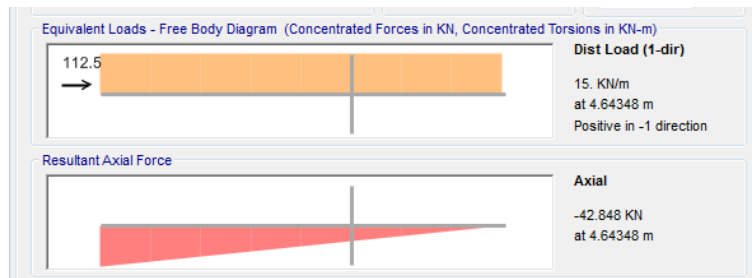 Equivalent Loads - Free Body Diagram (Concentrated Forces in KN, Concentrated Torsions in KN-m)
112.5
Dist Load (1-dir)
15. KN/m
at 4.64348 m
Positive in -1 direction
Resultant Axial Force
Axial
-42.848 KN
at 4.64348 m